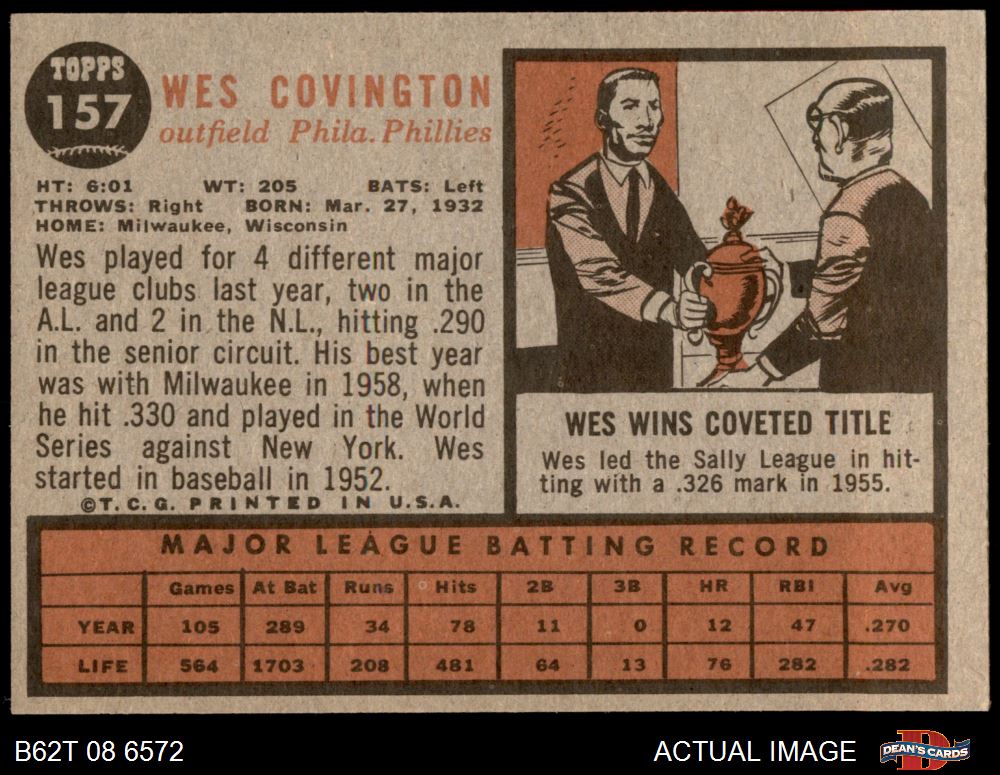 TOPPS
157
WES COVINGTON
outfield Phila. Phillies
HT: 6:01 WT: 205 BATS: Left
THROWS: Right BORN: Mar. 27, 1932
HOME: Milwaukee, Wisconsin
Wes played for 4 different major
league clubs last year, two in the
A.L. and 2 in the N.L., hitting .290
in the senior circuit. His best year
was with Milwaukee in 1958, when
he hit .330 and played in the World
Series against New York. Wes
started in baseball in 1952.
©T.C.G. PRINTED IN U.S.A.
WES WINS COVETED TITLE
Wes led the Sally League in hit-
ting with a .326 mark in 1955.
MAJOR LEAGUE BATTING RECORD
Games At Bat Runs Hits 2B 3B HR RBI Avg
YEAR 105 289 34 78 11 0 12 47 .270
LIFE 564 1703 208 481 64 13 76 282 .282
B62T 08 6572
ACTUAL IMAGE
DEAN'S CARDS